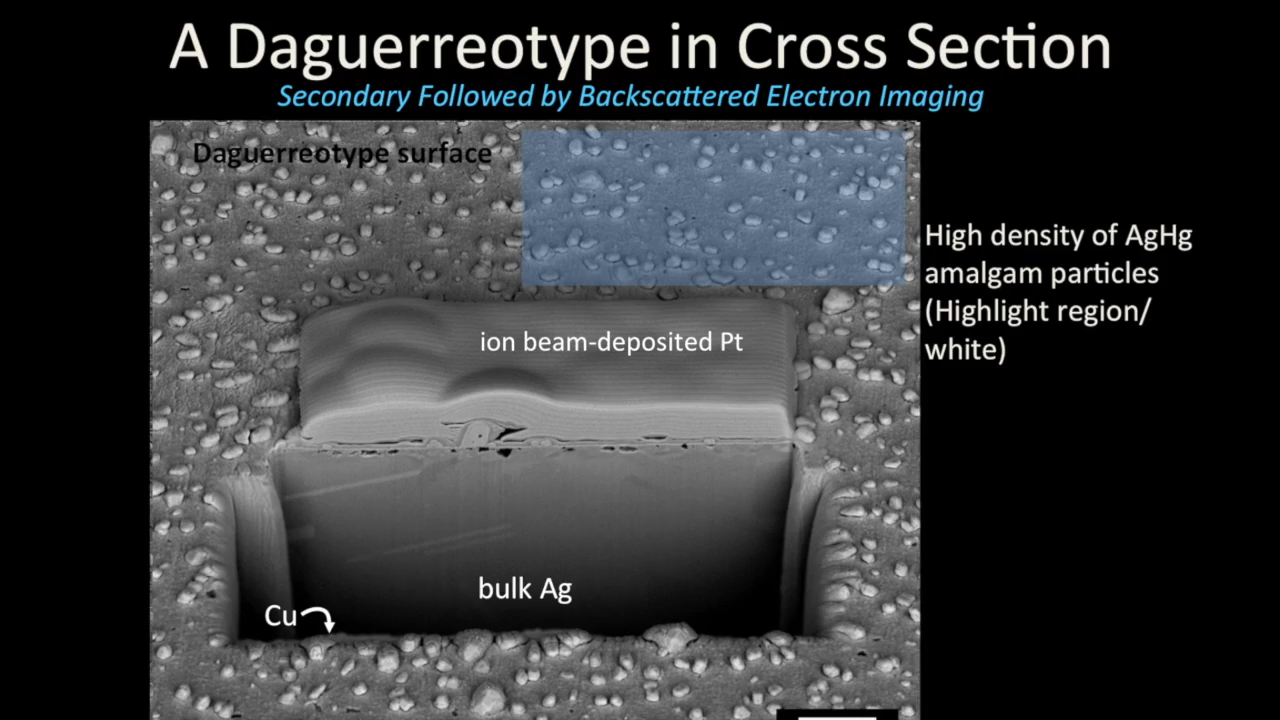 A Daguerreotype in Cross Section
Secondary Followed by Backscattered Electron Imaging
Daguerreotype surface
High density of AgHg
amalgam particles
(Highlight region/
white)
ion beam-deposited Pt
bulk Ag
Cu